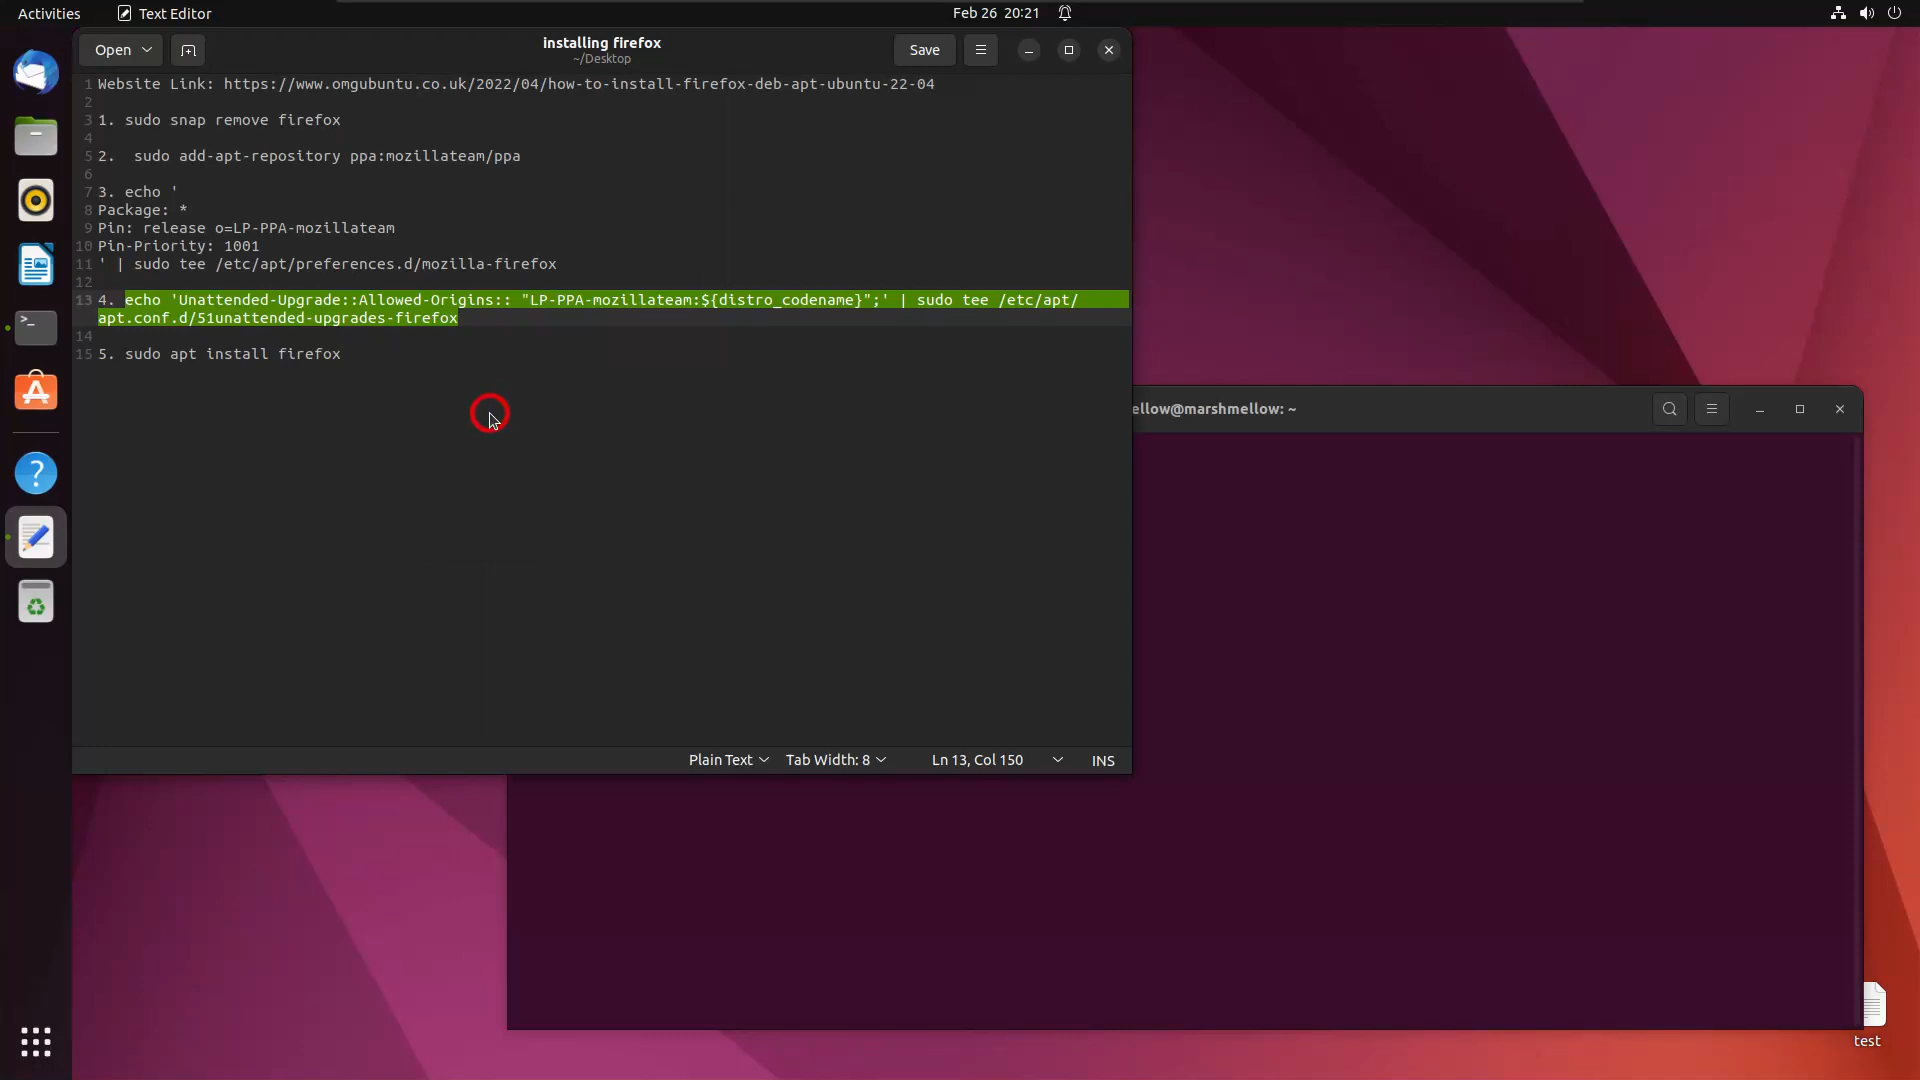 Activities
Text Editor
Feb 26 20:21
Open
installing firefox
~/Desktop
Save
1 Website Link: https://www.omgubuntu.co.uk/2022/04/how-to-install-firefox-deb-apt-ubuntu-22-04
2
3 1. sudo snap remove firefox
4
5 2.  sudo add-apt-repository ppa:mozillateam/ppa
6
7 3. echo '
8 Package: *
9 Pin: release o=LP-PPA-mozillateam
10 Pin-Priority: 1001
11 ' | sudo tee /etc/apt/preferences.d/mozilla-firefox
12
13 4. echo 'Unattended-Upgrade::Allowed-Origins:: "LP-PPA-mozillateam:${distro_codename}";' | sudo tee /etc/apt/
apt.conf.d/51unattended-upgrades-firefox
14
15 5. sudo apt install firefox
Plain Text
Tab Width: 8
Ln 13, Col 150
INS
ellow@marshmellow: ~
test